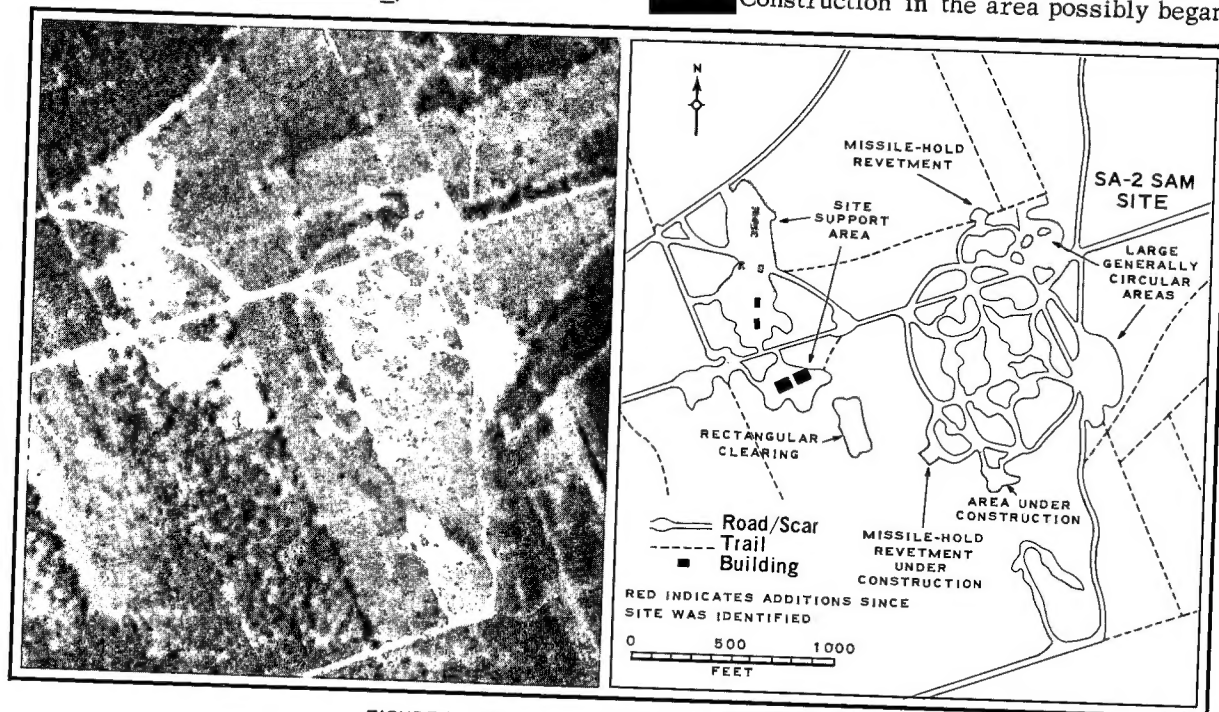 Construction in the area possibly began
N
MISSILE-HOLD
REVETMENT
SA-2 SAM
SITE
SITE
SUPPORT
AREA
LARGE
GENERALLY
CIRCULAR
AREAS
RECTANGULAR
CLEARING
AREA UNDER
CONSTRUCTION
MISSILE-HOLD
REVETMENT
UNDER
CONSTRUCTION
Road/Scar
Trail
Building
RED INDICATES ADDITIONS SINCE
SITE WAS IDENTIFIED
0 500 1000
FEET